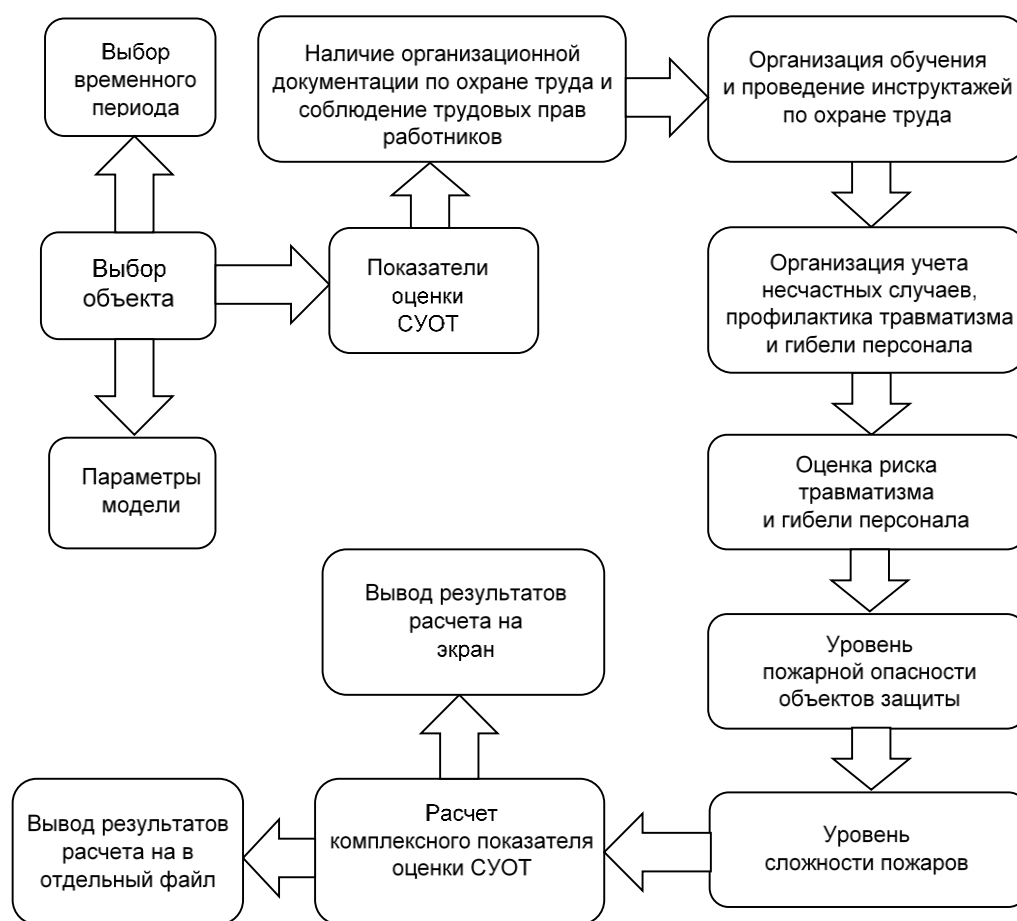 Выбор
временного
периода
Наличие организационной
документации по охране труда и
соблюдение трудовых прав
работников
Организация обучения
и проведение инструктажей
по охране труда
Выбор
объекта
Показатели
оценки
СУОТ
Организация учета
несчастных случаев,
профилактика травматизма
и гибели персонала
Параметры
модели
Оценка риска
травматизма
и гибели персонала
Вывод результатов
расчета на
экран
Уровень
пожарной опасности
объектов защиты
Вывод результатов
расчета на в
отдельный файл
Расчет
комплексного показателя
оценки СУОТ
Уровень
сложности пожаров